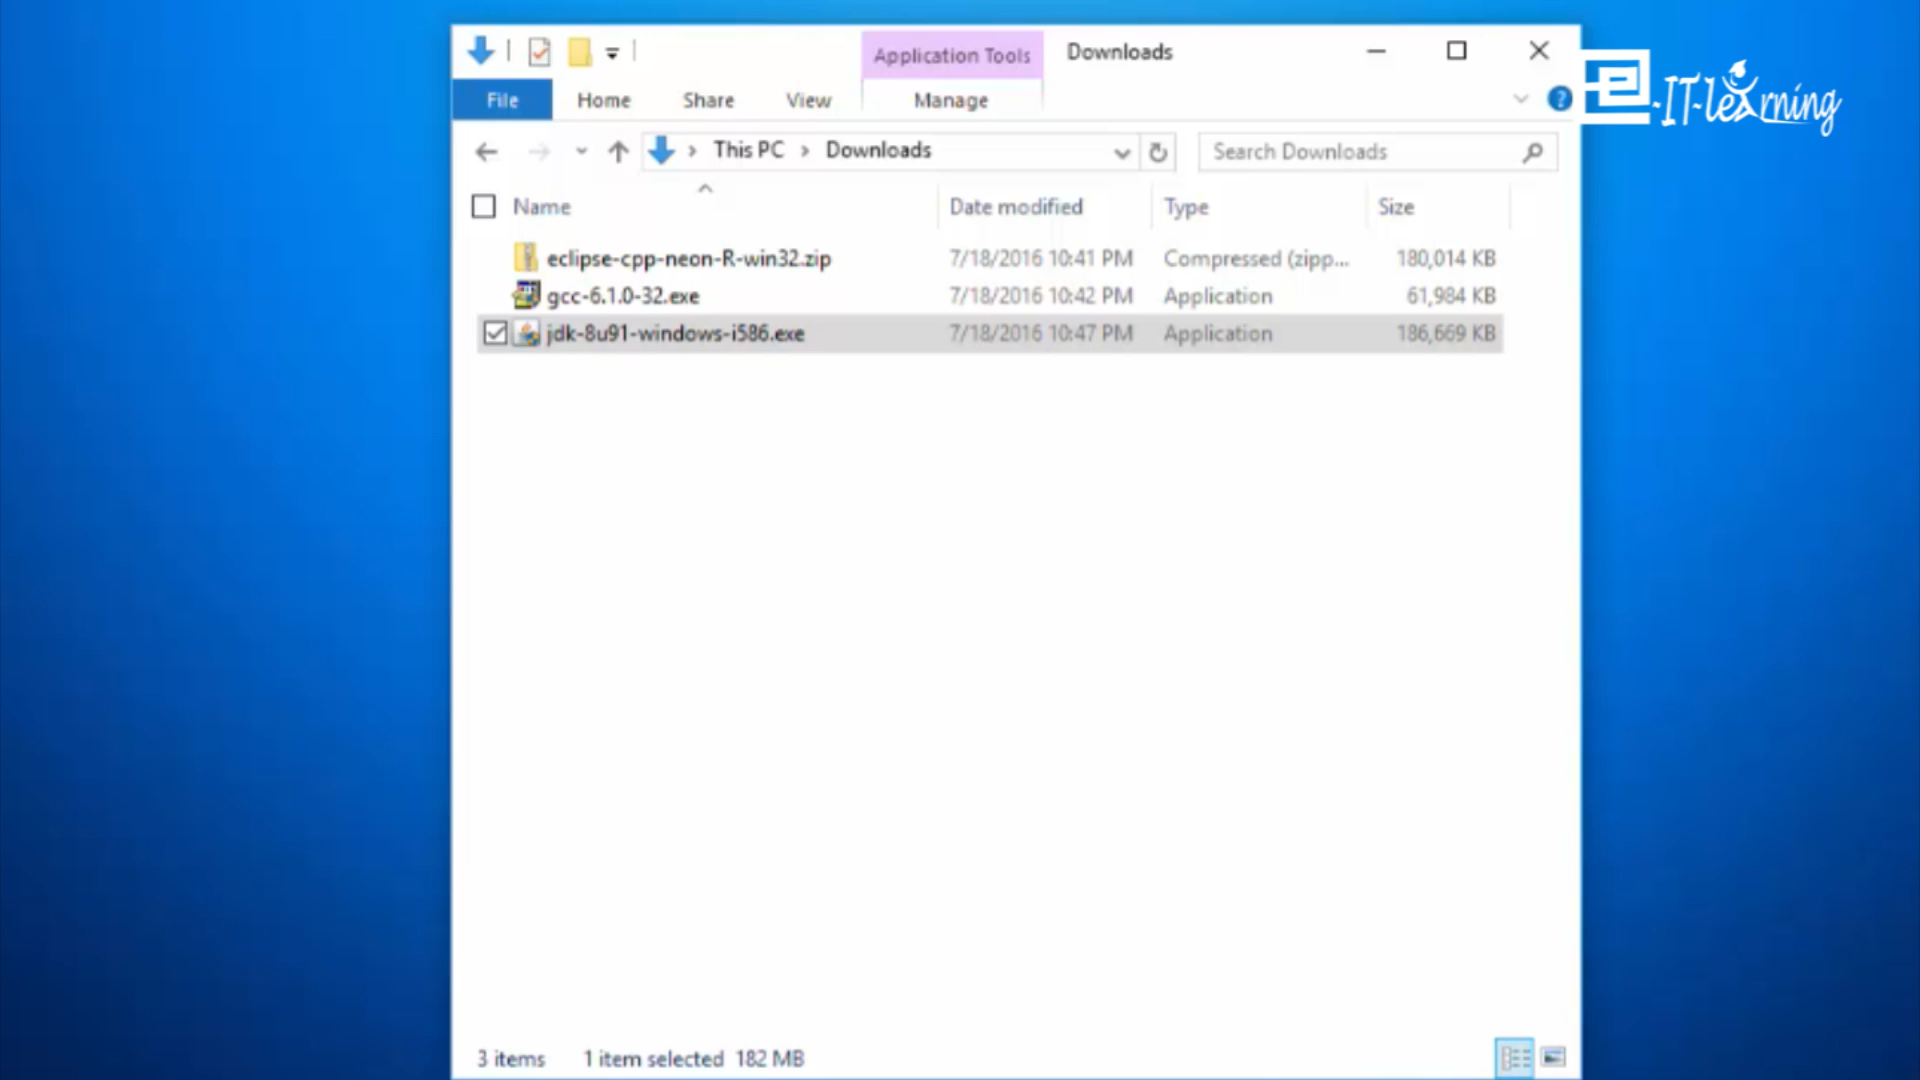 Application Tools Downloads
File Home Share View Manage
This PC > Downloads Search Downloads
Name Date modified Type Size
eclipse-cpp-neon-R-win32.zip 7/18/2016 10:41 PM Compressed (zipp... 180,014 KB
gcc-6.1.0-32.exe 7/18/2016 10:42 PM Application 61,984 KB
jdk-8u91-windows-i586.exe 7/18/2016 10:47 PM Application 186,669 KB
3 items 1 item selected 182 MB
e-IT-learning